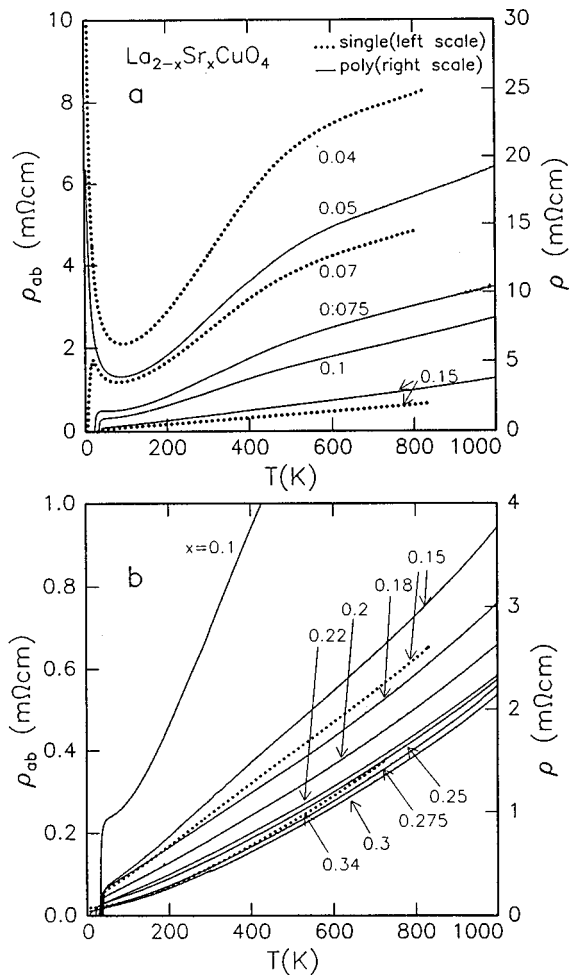 La2-xSrxCuO4
single(left scale)
poly(right scale)
a
10
8
6
4
2
0
ρab (mΩcm)
30
25
20
15
10
5
0
ρ (mΩcm)
0.04
0.05
0.07
0.075
0.1
0.15
0 200 400 600 800 1000
T(K)
b
1.0
0.8
0.6
0.4
0.2
0.0
ρab (mΩcm)
4
3
2
1
0
ρ (mΩcm)
x=0.1
0.15
0.18
0.2
0.22
0.25
0.275
0.3
0.34
0 200 400 600 800 1000
T(K)